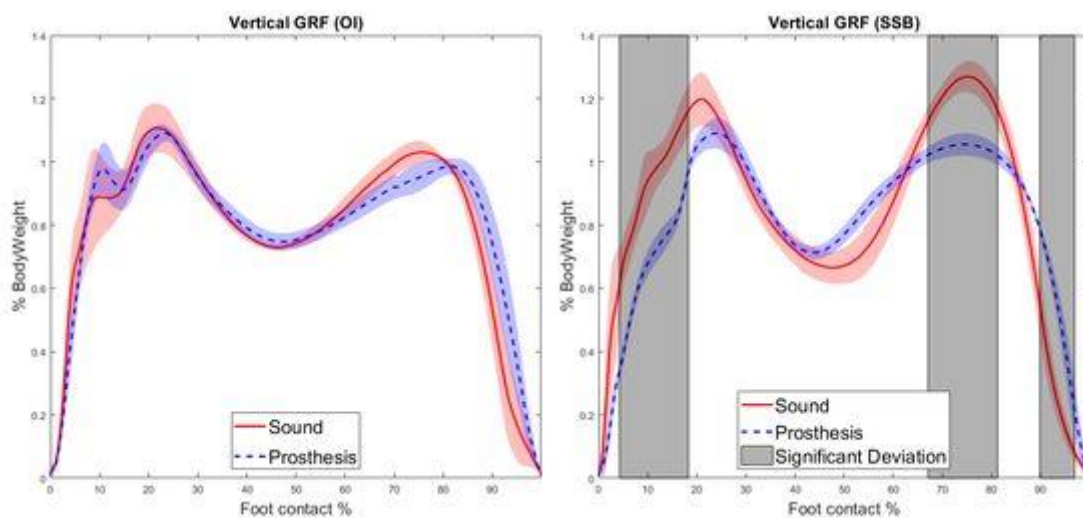 Vertical GRF (OI)
1.4
1.2
1
0.8
0.6
0.4
0.2
0
% BodyWeight
0 10 20 30 40 50 60 70 80 90
Foot contact %
Sound
Prosthesis
Vertical GRF (SSB)
1.4
1.2
1
0.8
0.6
0.4
0.2
0
% BodyWeight
0 10 20 30 40 50 60 70 80 90
Foot contact %
Sound
Prosthesis
Significant Deviation